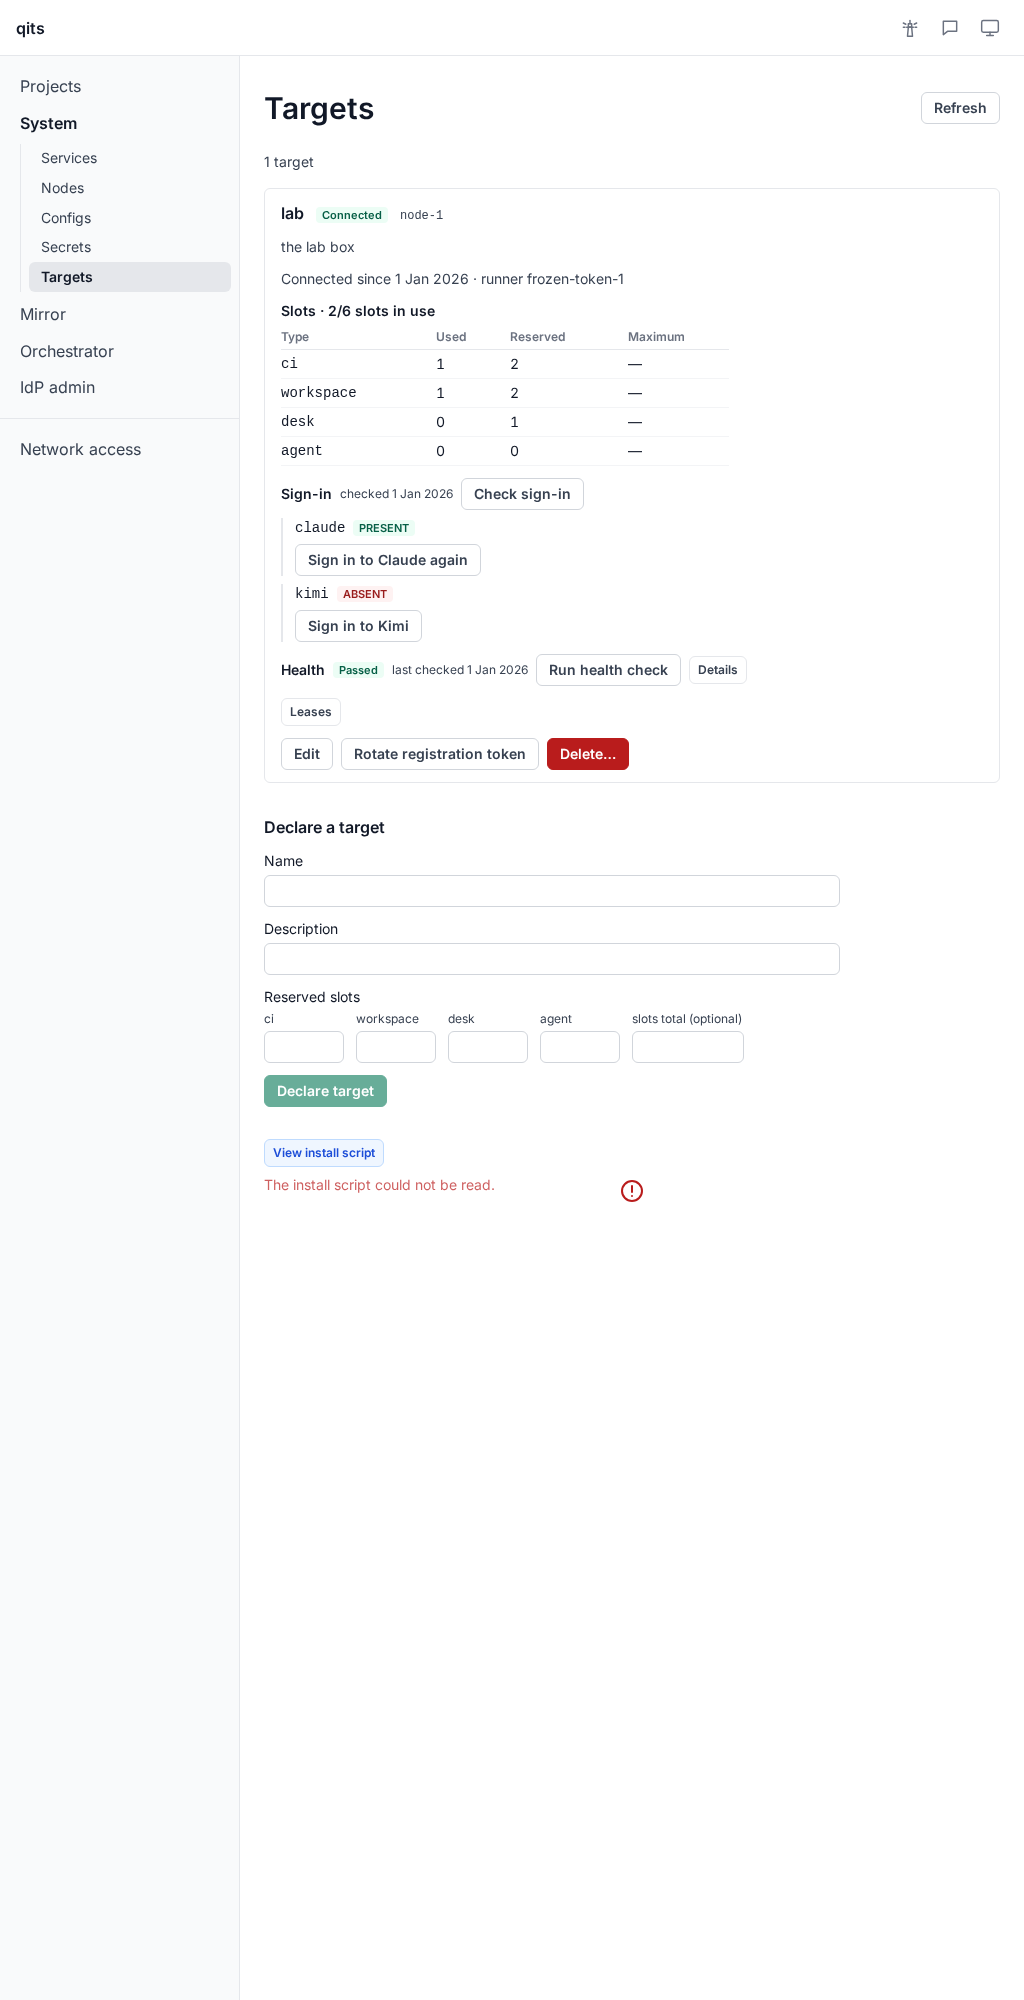 qits
Projects
System
Services
Nodes
Configs
Secrets
Targets
Mirror
Orchestrator
IdP admin
Network access
Targets
Refresh
1 target
lab Connected node-1
the lab box
Connected since 1 Jan 2026 · runner frozen-token-1
Slots · 2/6 slots in use
Type Used Reserved Maximum
ci 1 2 —
workspace 1 2 —
desk 0 1 —
agent 0 0 —
Sign-in checked 1 Jan 2026 Check sign-in
claude PRESENT
Sign in to Claude again
kimi ABSENT
Sign in to Kimi
Health Passed last checked 1 Jan 2026 Run health check Details
Leases
Edit Rotate registration token Delete...
Declare a target
Name
Description
Reserved slots
ci workspace desk agent slots total (optional)
Declare target
View install script
The install script could not be read.